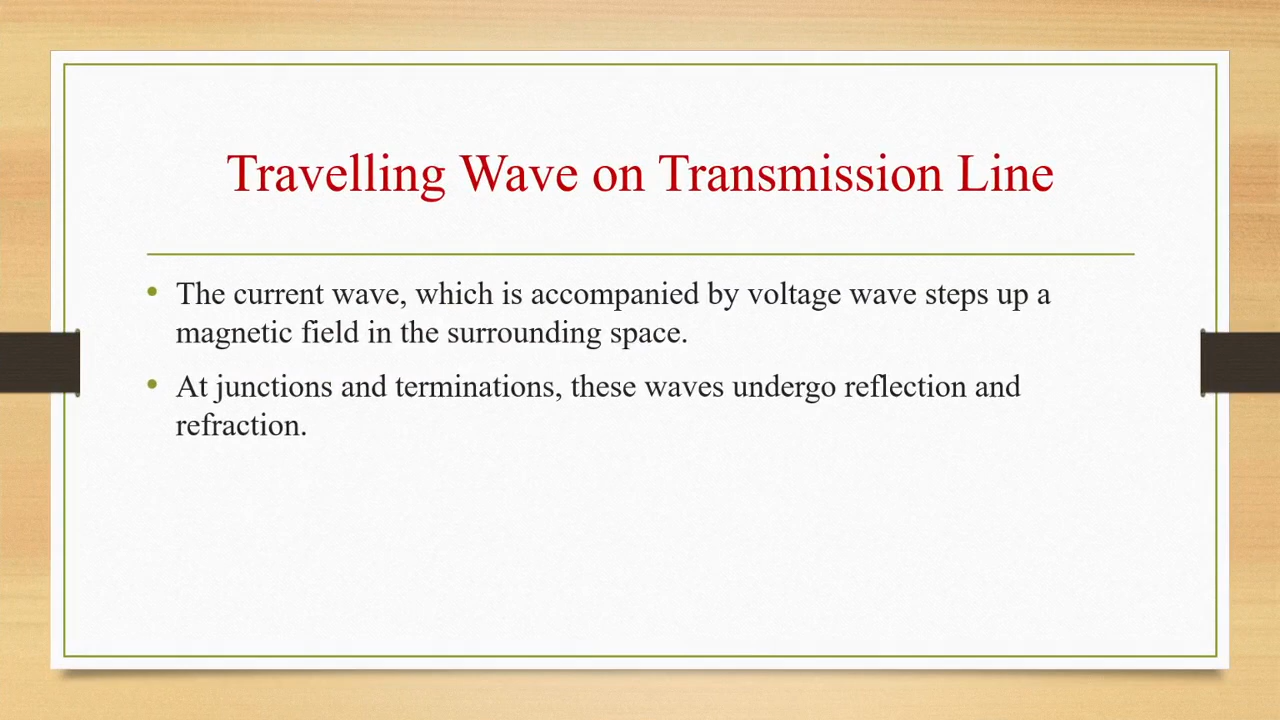 Travelling Wave on Transmission Line
• The current wave, which is accompanied by voltage wave steps up a
magnetic field in the surrounding space.
• At junctions and terminations, these waves undergo reflection and
refraction.